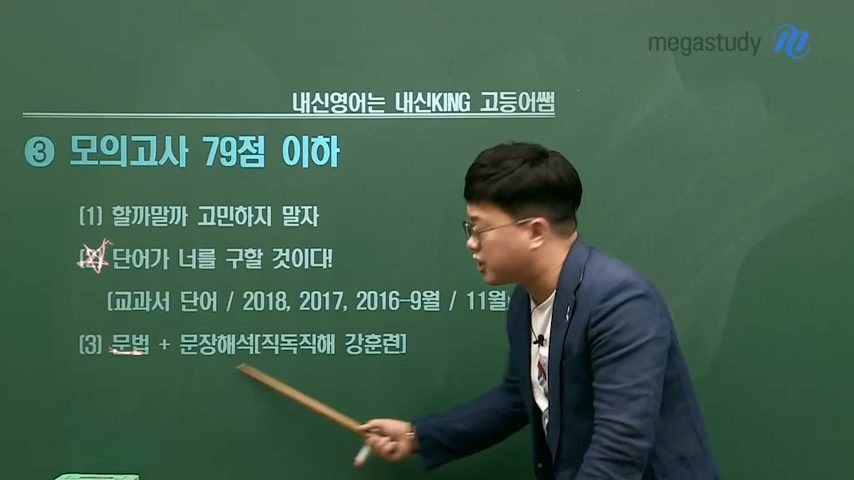 megastudy
내신영어는 내신KING 고등어쌤
❸ 모의고사 79점 이하
(1) 할까말까 고민하지 말자
(2) 단어가 너를 구할 것이다!
(교과서 단어 / 2018, 2017, 2016-9월 / 11월
(3) 문법 + 문장해석[직독직해 강훈련]